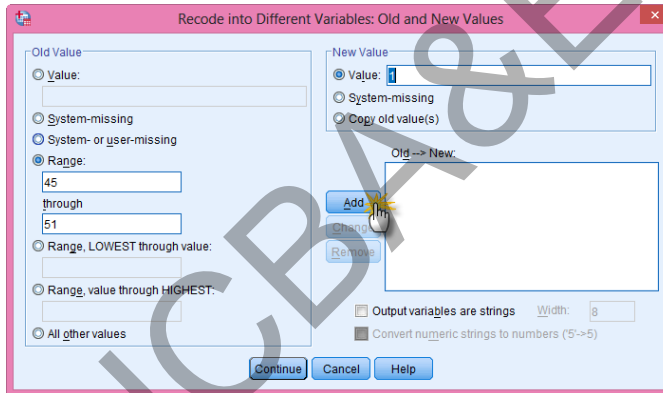 Recode into Different Variables: Old and New Values
Old Value
Value:
System-missing
System- or user-missing
Range:
45
through
51
Range, LOWEST through value:
Range, value through HIGHEST:
All other values
New Value
Value: 1
System-missing
Copy old value(s)
Old --> New:
Add
Change
Remove
Output variables are strings Width: 8
Convert numeric strings to numbers ('5'->5)
Continue Cancel Help
NCBA&E